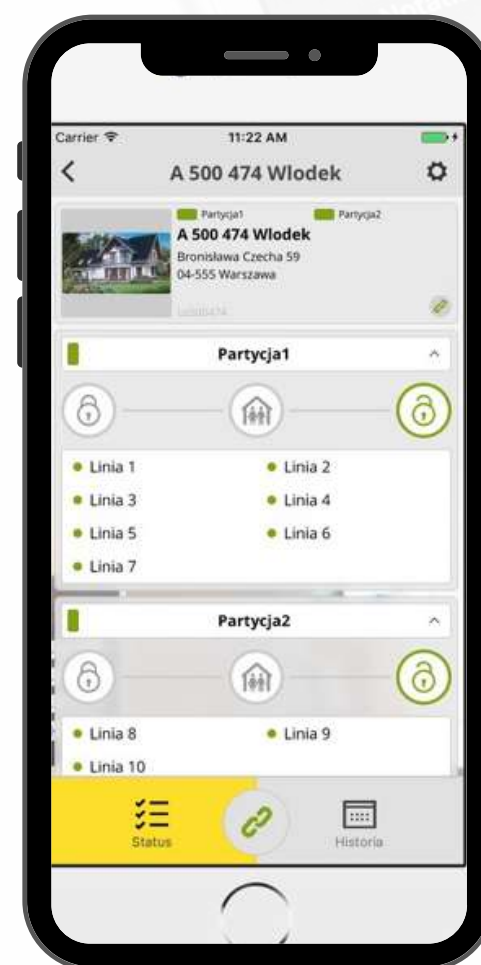 Carrier 11:22 AM
A 500 474 Wlodek
Partycja1 Partycja2
A 500 474 Wlodek
Bronisława Czecha 59
04-555 Warszawa
Partycja1
Linia 1 Linia 2
Linia 3 Linia 4
Linia 5 Linia 6
Linia 7
Partycja2
Linia 8 Linia 9
Linia 10
Status Historia